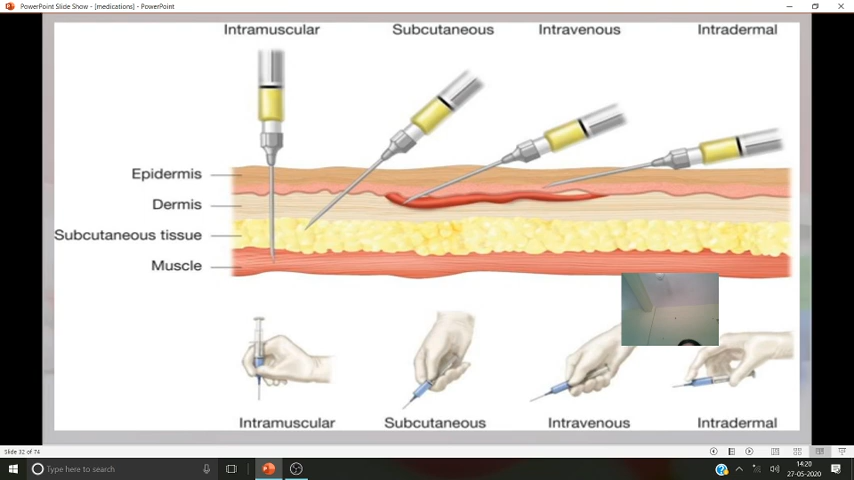 PowerPoint Slide Show - [medications] - PowerPoint
Intramuscular Subcutaneous Intravenous Intradermal
Epidermis
Dermis
Subcutaneous tissue
Muscle
Intramuscular Subcutaneous Intravenous Intradermal
Slide 32 of 74
Type here to search
14:20
27-05-2020